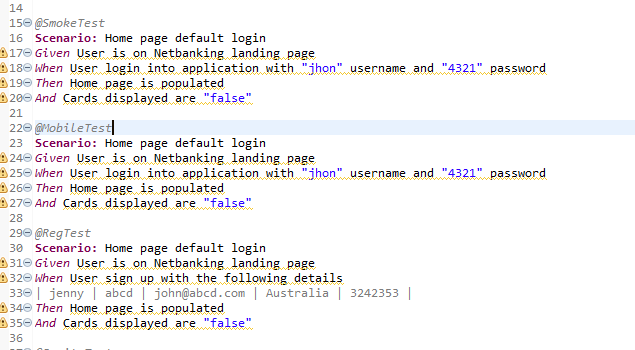 14
15 @SmokeTest
16 Scenario: Home page default login
17 Given User is on Netbanking landing page
18 When User login into application with "jhon" username and "4321" password
19 Then Home page is populated
20 And Cards displayed are "false"
21
22 @MobileTest
23 Scenario: Home page default login
24 Given User is on Netbanking landing page
25 When User login into application with "jhon" username and "4321" password
26 Then Home page is populated
27 And Cards displayed are "false"
28
29 @RegTest
30 Scenario: Home page default login
31 Given User is on Netbanking landing page
32 When User sign up with the following details
33 | jenny | abcd | john@abcd.com | Australia | 3242353 |
34 Then Home page is populated
35 And Cards displayed are "false"
36